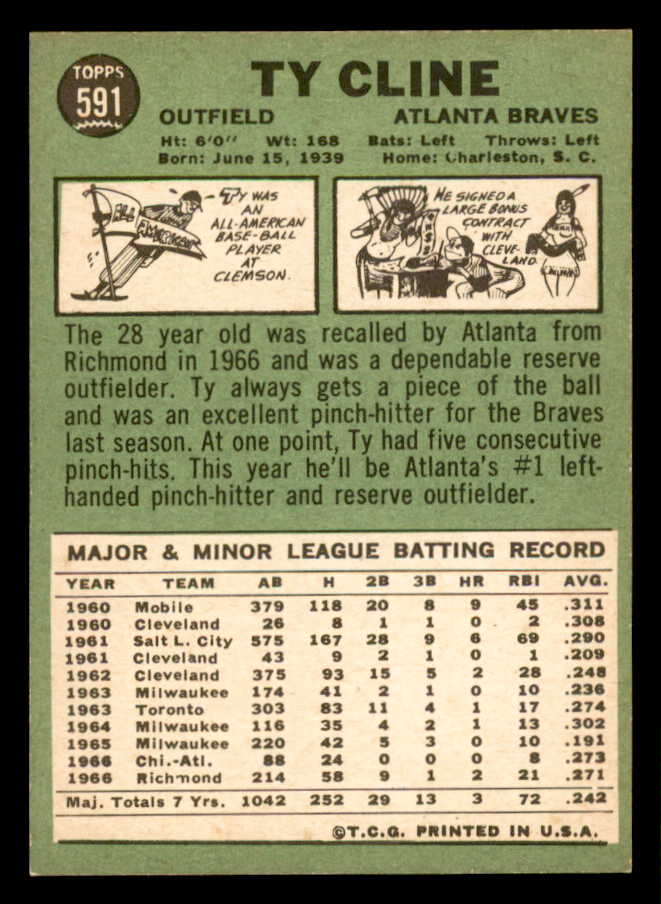 TOPPS
591
TY CLINE
OUTFIELD ATLANTA BRAVES
Ht: 6'0" Wt: 168 Bats: Left Throws: Left
Born: June 15, 1939 Home: Charleston, S. C.
TY WAS
AN
ALL-AMERICAN
BASE-BALL
PLAYER
AT
CLEMSON.
HE SIGNED A
LARGE BONUS
CONTRACT
WITH
CLEVE-
LAND
The 28 year old was recalled by Atlanta from
Richmond in 1966 and was a dependable reserve
outfielder. Ty always gets a piece of the ball
and was an excellent pinch-hitter for the Braves
last season. At one point, Ty had five consecutive
pinch-hits. This year he'll be Atlanta's #1 left-
handed pinch-hitter and reserve outfielder.
MAJOR & MINOR LEAGUE BATTING RECORD
YEAR TEAM AB H 2B 3B HR RBI AVG.
1960 Mobile 379 118 20 8 9 45 .311
1960 Cleveland 26 8 1 1 0 2 .308
1961 Salt L. City 575 167 28 9 6 69 .290
1961 Cleveland 43 9 2 1 0 1 .209
1962 Cleveland 375 93 15 5 2 28 .248
1963 Milwaukee 174 41 2 1 0 10 .236
1963 Toronto 303 83 11 4 1 17 .274
1964 Milwaukee 116 35 4 2 1 13 .302
1965 Milwaukee 220 42 5 3 0 10 .191
1966 Chi.-Atl. 88 24 0 0 0 8 .273
1966 Richmond 214 58 9 1 2 21 .271
Maj. Totals 7 Yrs. 1042 252 29 13 3 72 .242
©T.C.G. PRINTED IN U.S.A.